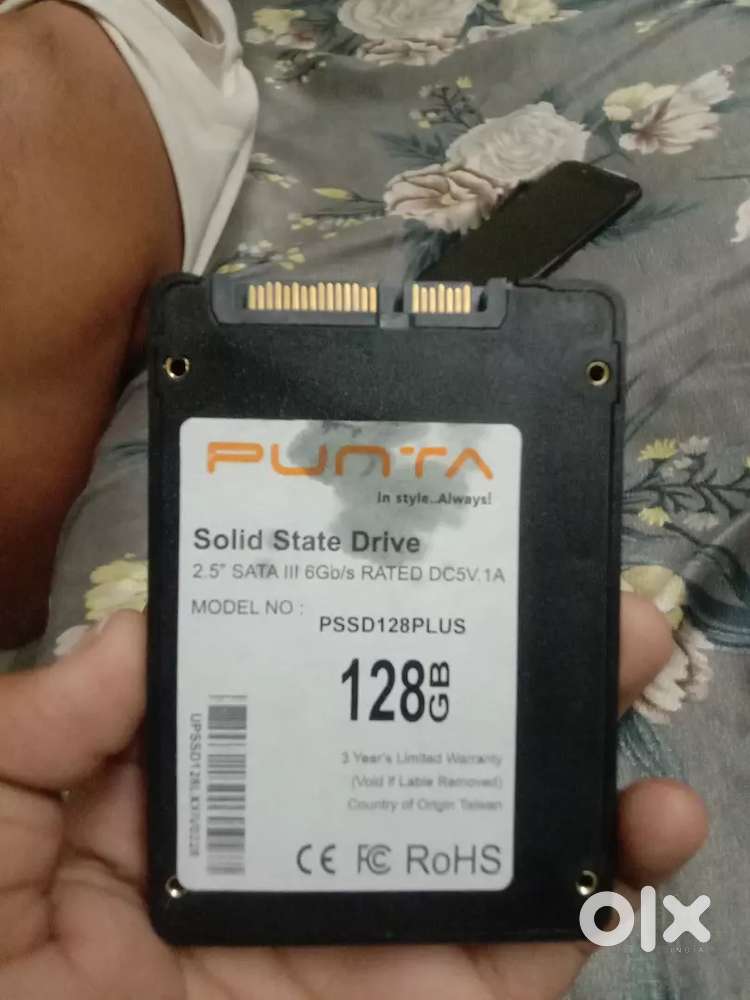 PUNTA
in style..Always!
Solid State Drive
2.5" SATA III 6Gb/s RATED DC5V.1A
MODEL NO :
PSSD128PLUS
128GB
3 Year's Limited Warranty
(Void if Lable Removed)
Country of Origin Taiwan
CE FC RoHS
olx
INDIA